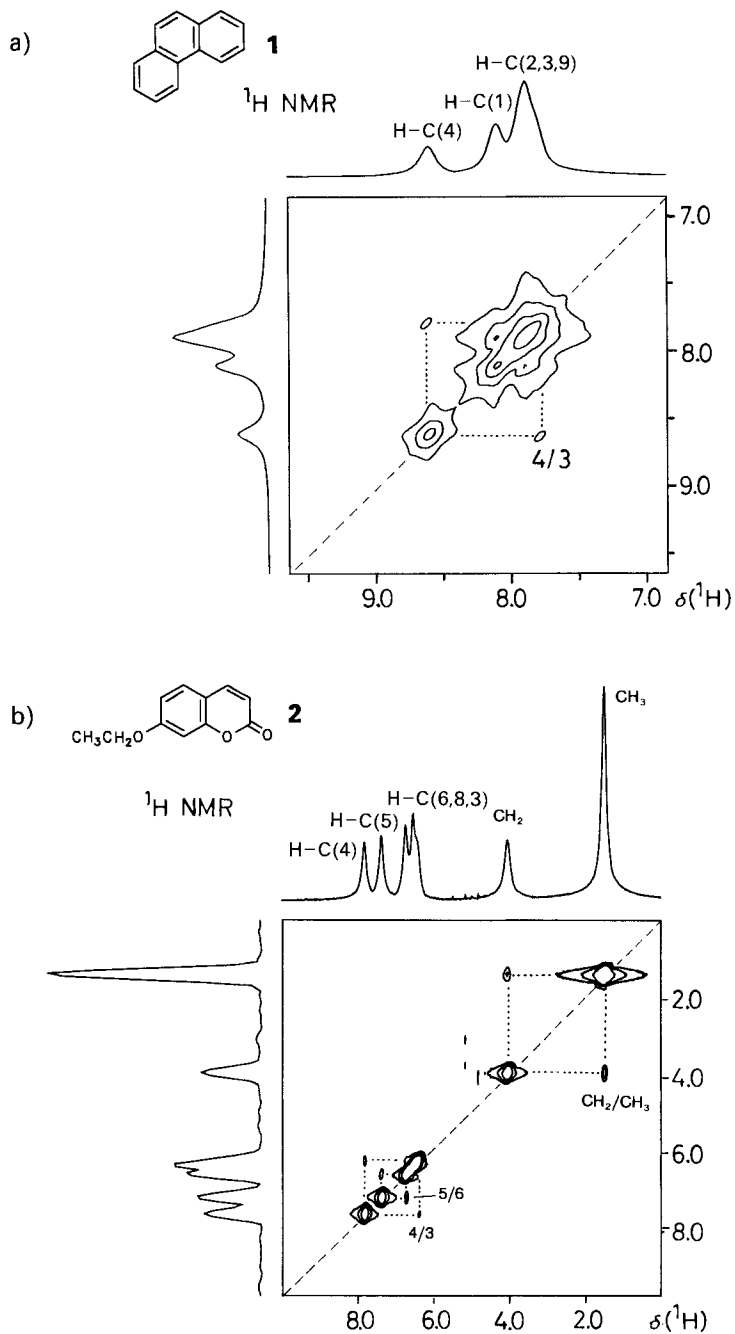 a)
1
¹H NMR
H–C(4)
H–C(1)
H–C(2,3,9)
7.0
8.0
9.0
4/3
9.0 8.0 7.0 δ(¹H)
b)
CH₃CH₂O O O
2
¹H NMR
H–C(4)
H–C(5)
H–C(6,8,3)
CH₂
CH₃
2.0
4.0
CH₂/CH₃
6.0
5/6
4/3
8.0
8.0 6.0 4.0 2.0 δ(¹H)